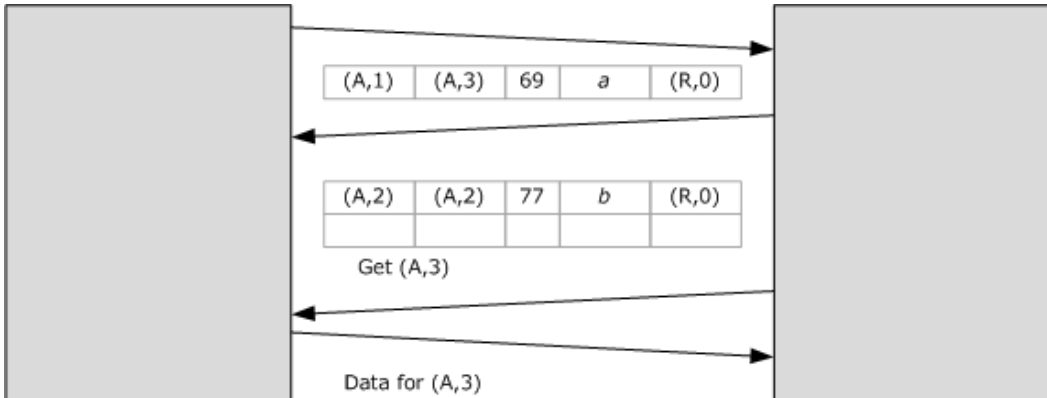 (A,1) (A,3) 69 a (R,0)
(A,2) (A,2) 77 b (R,0)
Get (A,3)
Data for (A,3)